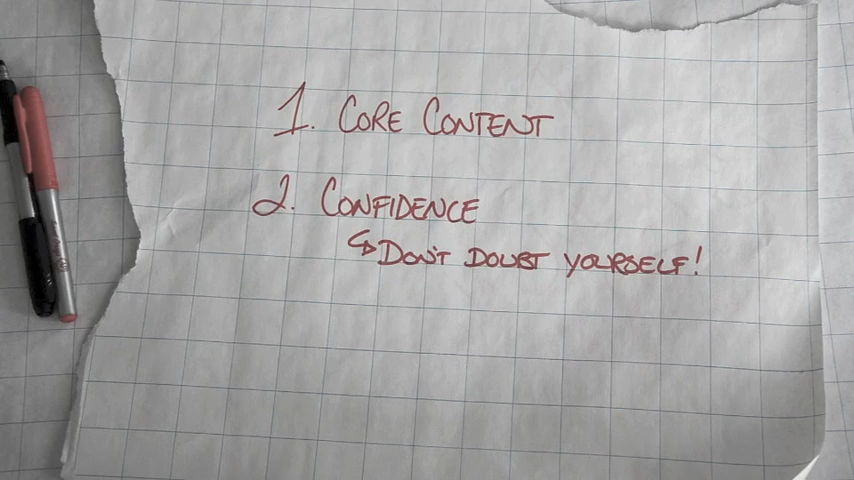 1. CORE CONTENT
2. CONFIDENCE
↳ DON'T DOUBT YOURSELF!